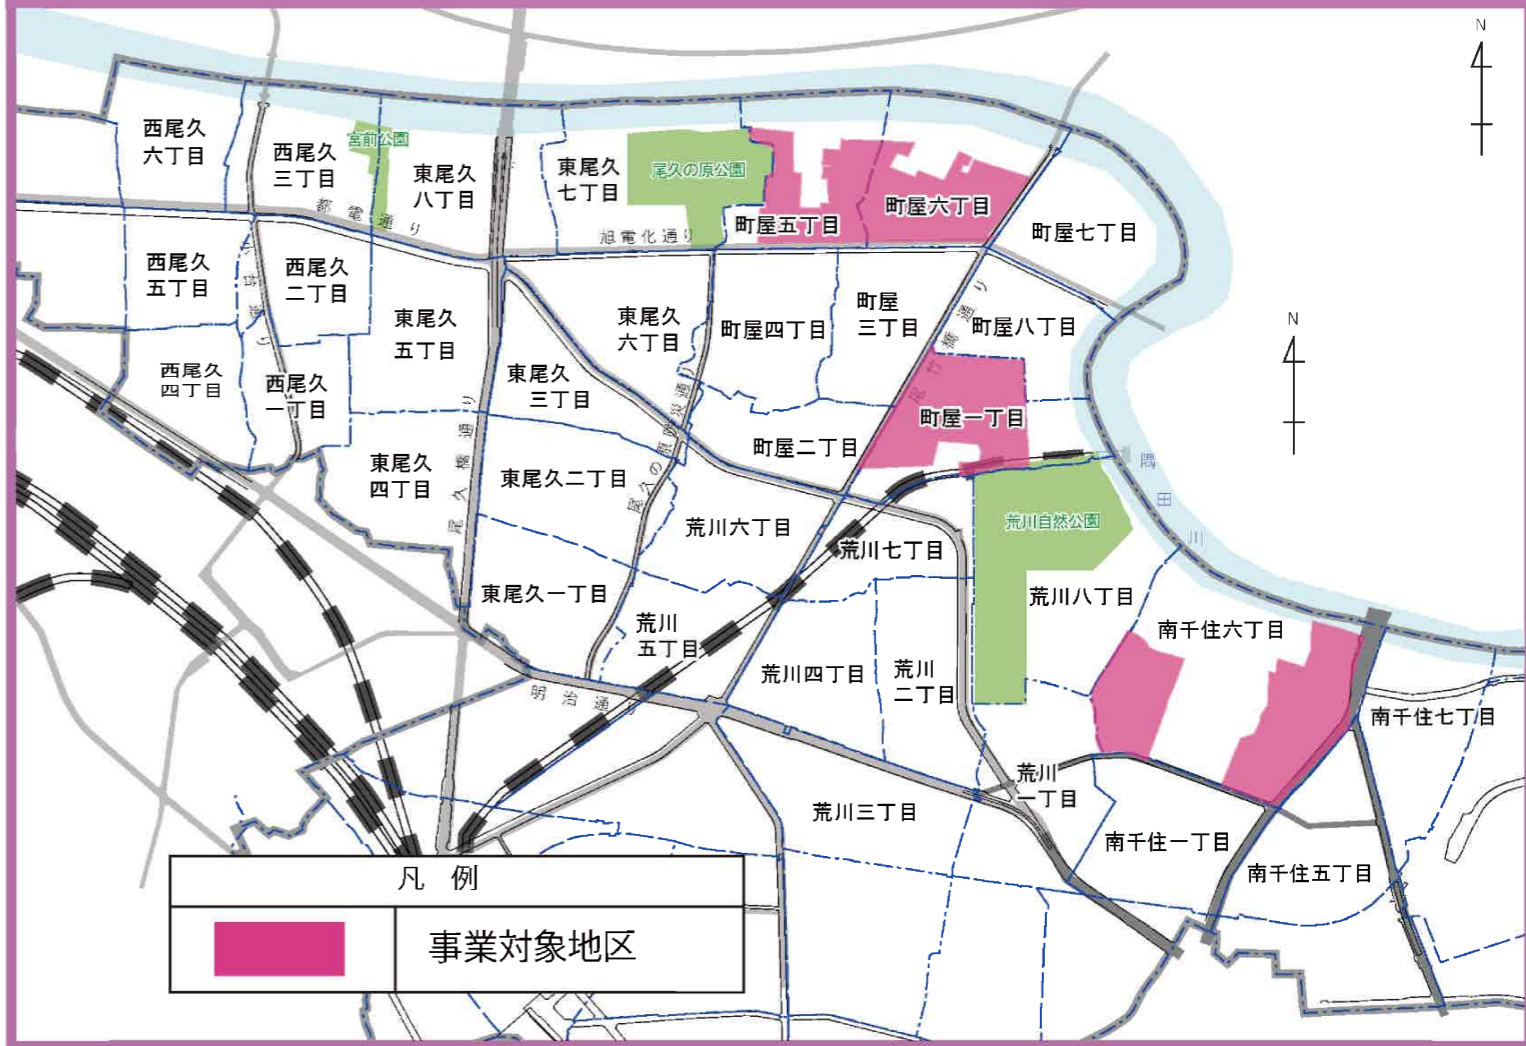 N
西尾久
六丁目
西尾久
三丁目
宮前公園
東尾久
八丁目
東尾久
七丁目
尾久の原公園
町屋五丁目
町屋六丁目
町屋七丁目
都電通り
旭電化通り
西尾久
五丁目
西尾久
二丁目
東尾久
五丁目
東尾久
六丁目
町屋四丁目
町屋
三丁目
町屋八丁目
N
西尾久
四丁目
西尾久
一丁目
東尾久
三丁目
尾竹橋通り
町屋一丁目
町屋二丁目
東尾久
四丁目
尾久橋通り
東尾久二丁目
荒川六丁目
荒川七丁目
荒川自然公園
隅田川
東尾久一丁目
荒川
五丁目
荒川八丁目
南千住六丁目
明治通り
荒川四丁目
荒川
二丁目
南千住七丁目
荒川
一丁目
荒川三丁目
南千住一丁目
南千住五丁目
凡例
事業対象地区